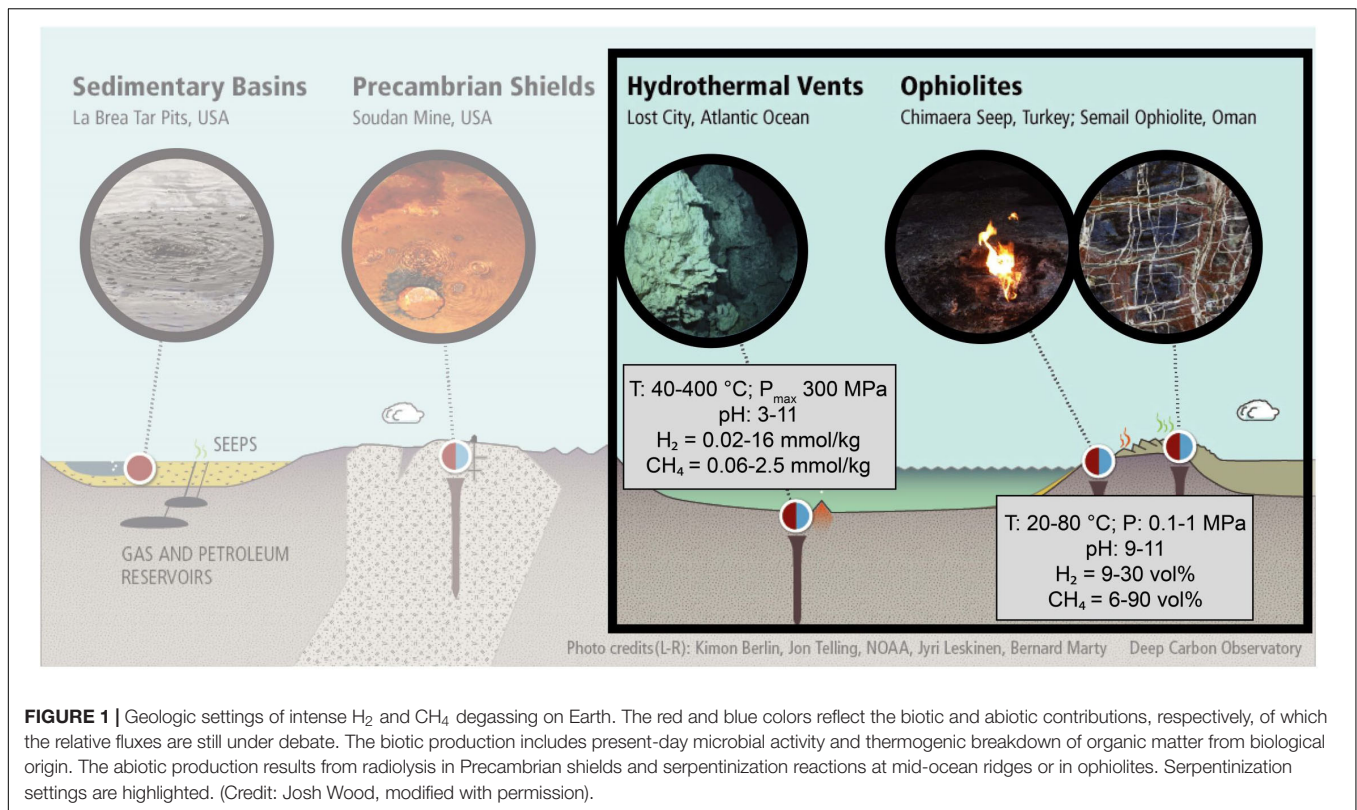 Sedimentary Basins
La Brea Tar Pits, USA
Precambrian Shields
Soudan Mine, USA
Hydrothermal Vents
Lost City, Atlantic Ocean
Ophiolites
Chimaera Seep, Turkey; Semail Ophiolite, Oman
T: 40-400 °C; Pmax 300 MPa
pH: 3-11
H₂ = 0.02-16 mmol/kg
CH₄ = 0.06-2.5 mmol/kg
SEEPS
GAS AND PETROLEUM
RESERVOIRS
T: 20-80 °C; P: 0.1-1 MPa
pH: 9-11
H₂ = 9-30 vol%
CH₄ = 6-90 vol%
Photo credits(L-R): Kimon Berlin, Jon Telling, NOAA, Jyri Leskinen, Bernard Marty Deep Carbon Observatory
FIGURE 1 | Geologic settings of intense H₂ and CH₄ degassing on Earth. The red and blue colors reflect the biotic and abiotic contributions, respectively, of which
the relative fluxes are still under debate. The biotic production includes present-day microbial activity and thermogenic breakdown of organic matter from biological
origin. The abiotic production results from radiolysis in Precambrian shields and serpentinization reactions at mid-ocean ridges or in ophiolites. Serpentinization
settings are highlighted. (Credit: Josh Wood, modified with permission).